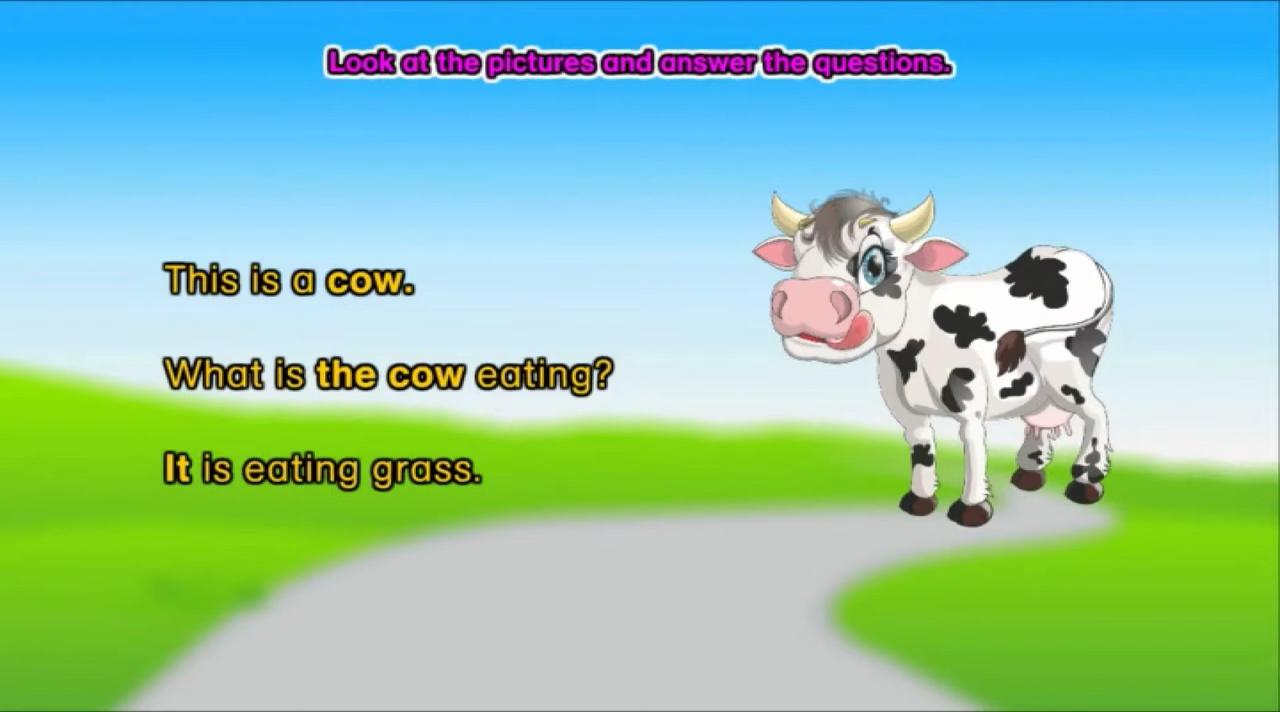 Look at the pictures and answer the questions.
This is a cow.
What is the cow eating?
It is eating grass.